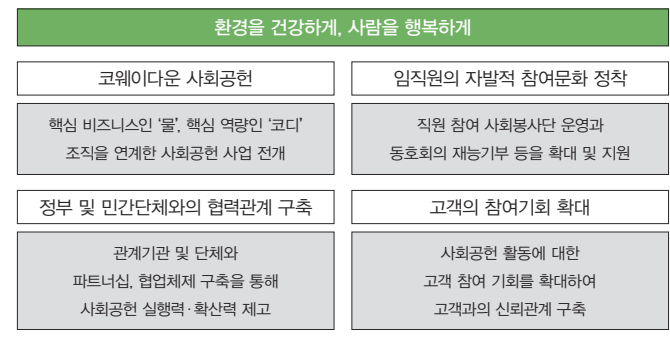 환경을 건강하게, 사람을 행복하게
코웨이다운 사회공헌
핵심 비즈니스인 ‘물’, 핵심 역량인 ‘코디’
조직을 연계한 사회공헌 사업 전개
임직원의 자발적 참여문화 정착
직원 참여 사회봉사단 운영과
동호회의 재능기부 등을 확대 및 지원
정부 및 민간단체와의 협력관계 구축
관계기관 및 단체와
파트너십, 협업체제 구축을 통해
사회공헌 실행력·확산력 제고
고객의 참여기회 확대
사회공헌 활동에 대한
고객 참여 기회를 확대하여
고객과의 신뢰관계 구축